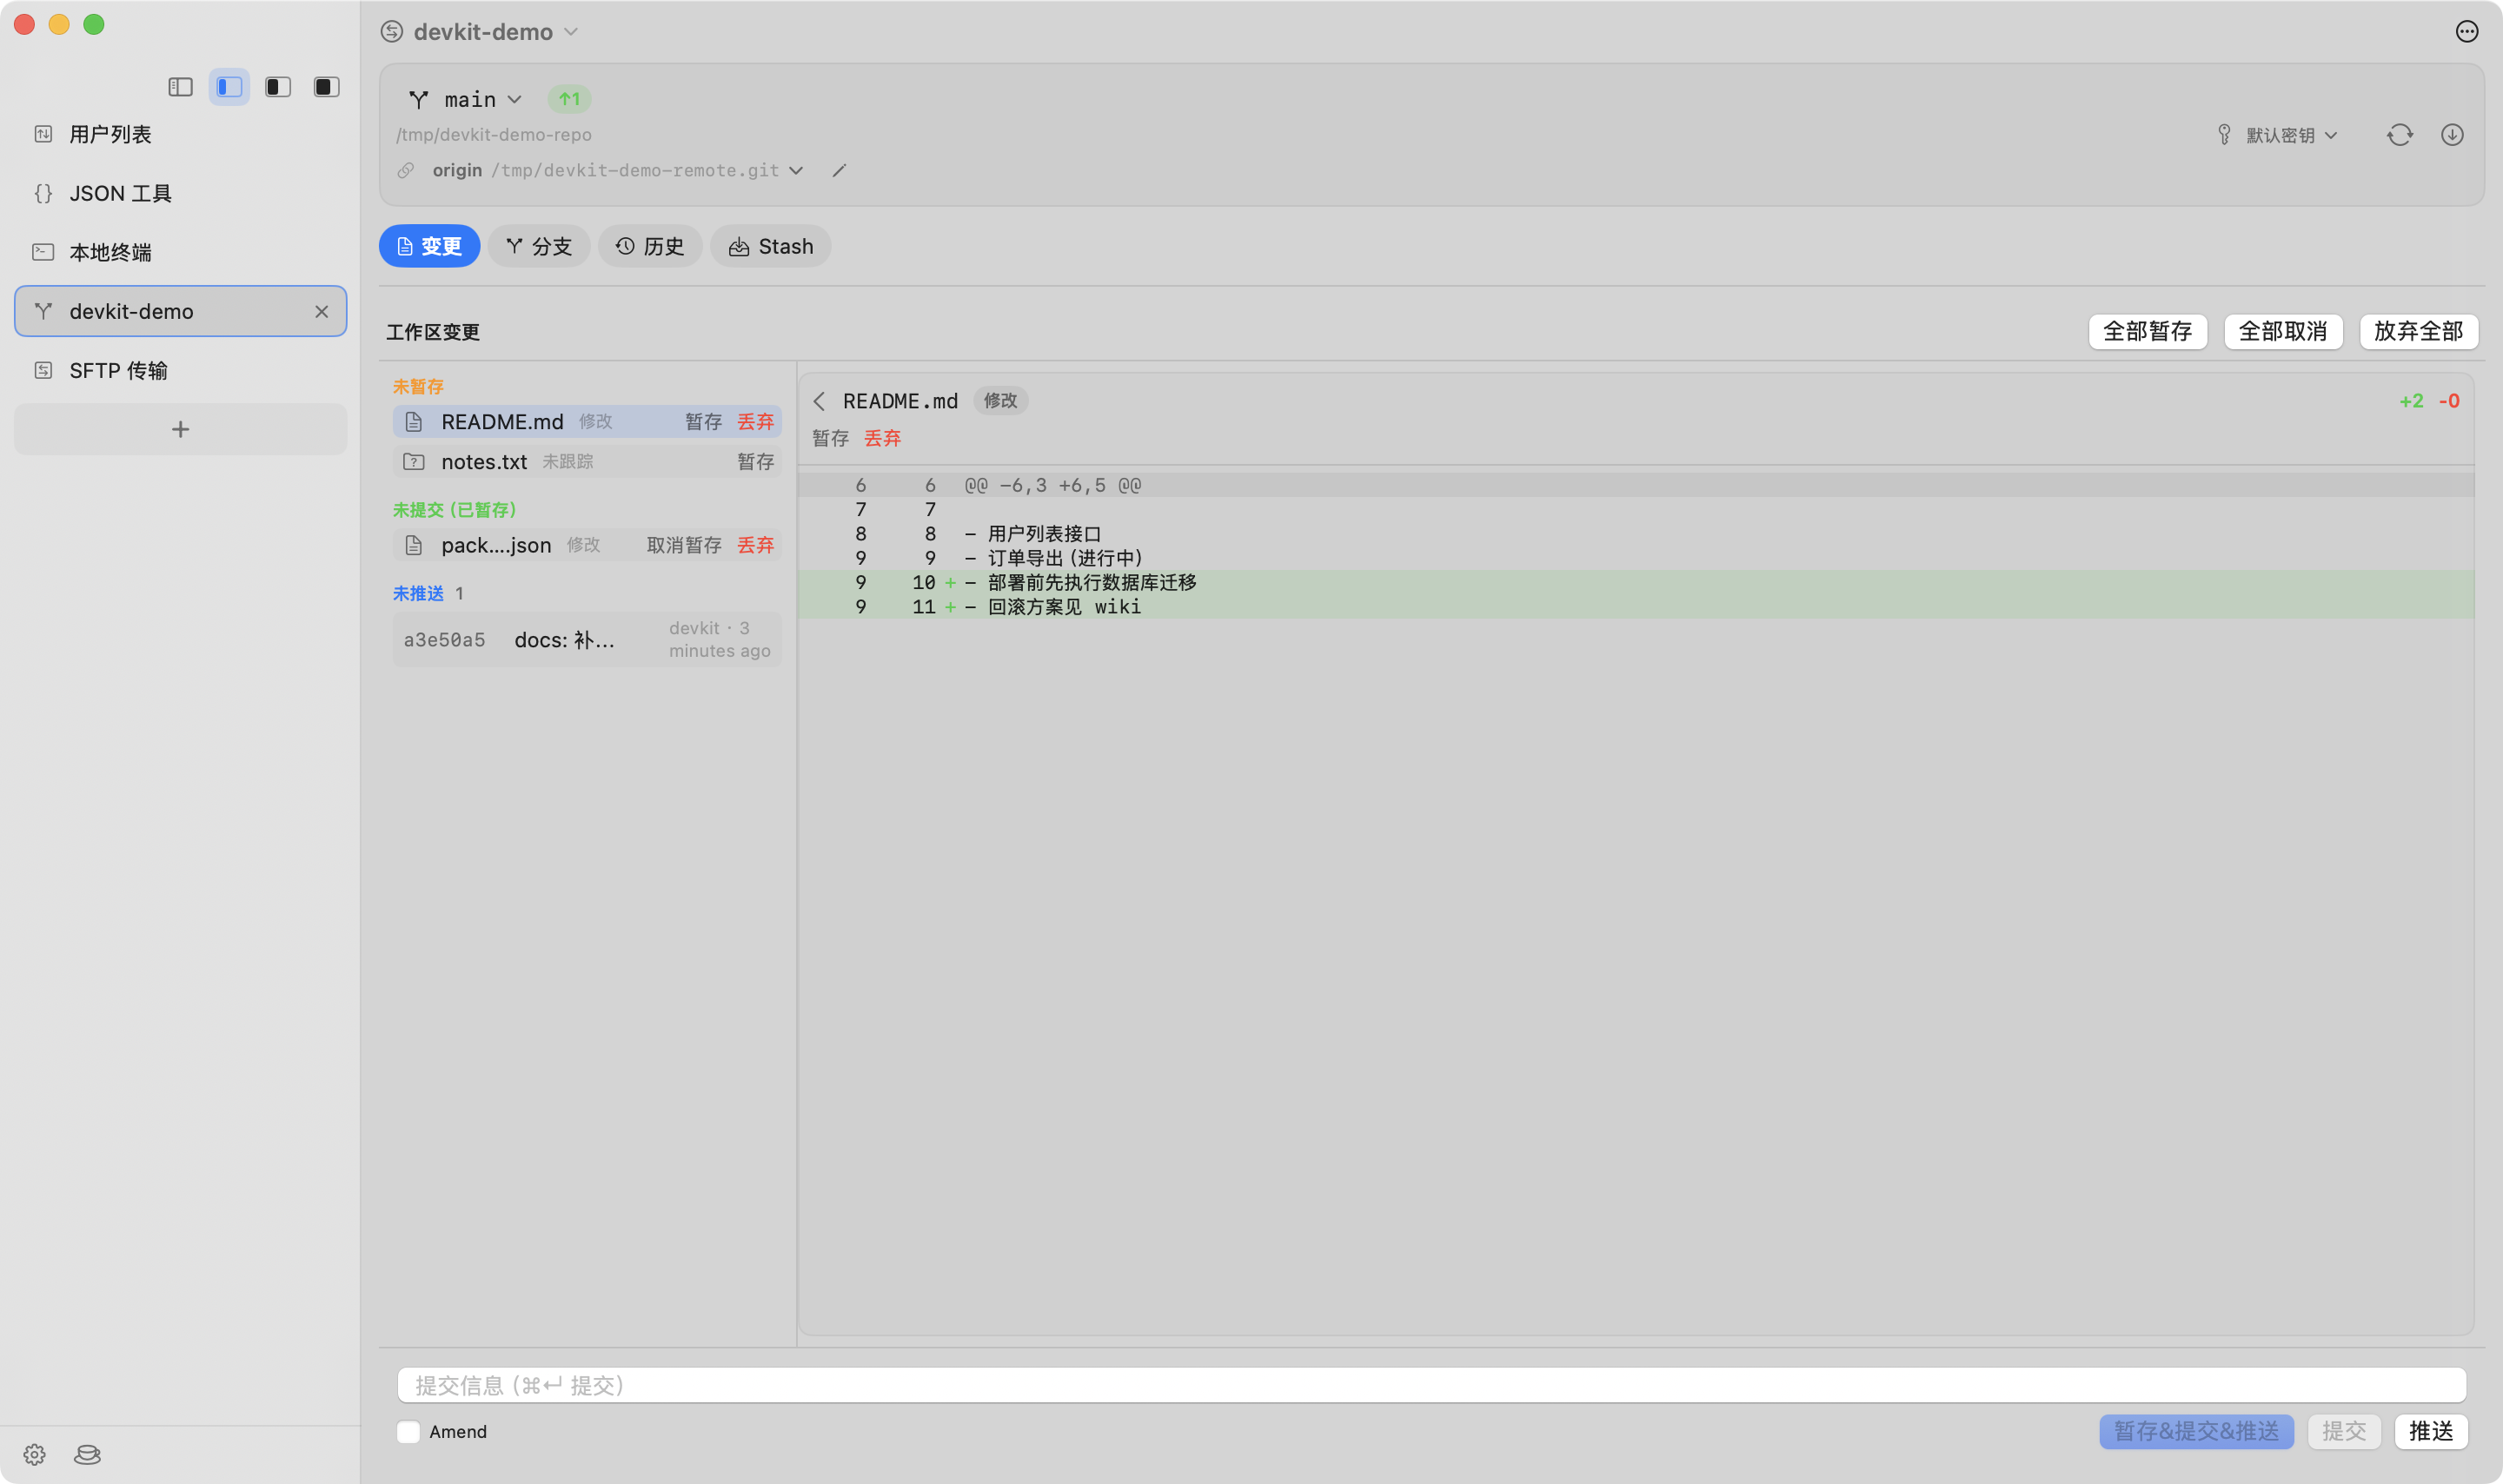 devkit-demo
用户列表
JSON 工具
本地终端
devkit-demo
SFTP 传输
+
main ↑1
/tmp/devkit-demo-repo
origin /tmp/devkit-demo-remote.git
默认密钥
变更 分支 历史 Stash
工作区变更 全部暂存 全部取消 放弃全部
未暂存
README.md 修改 暂存 丢弃
notes.txt 未跟踪 暂存
未提交 (已暂存)
pack....json 修改 取消暂存 丢弃
未推送 1
a3e50a5 docs: 补... devkit · 3
minutes ago
README.md 修改 +2 -0
暂存 丢弃
6 6 @@ -6,3 +6,5 @@
7 7
8 8 - 用户列表接口
9 9 - 订单导出 (进行中)
9 10 + - 部署前先执行数据库迁移
9 11 + - 回滚方案见 wiki
提交信息 (⌘↵ 提交)
Amend 暂存&提交&推送 提交 推送